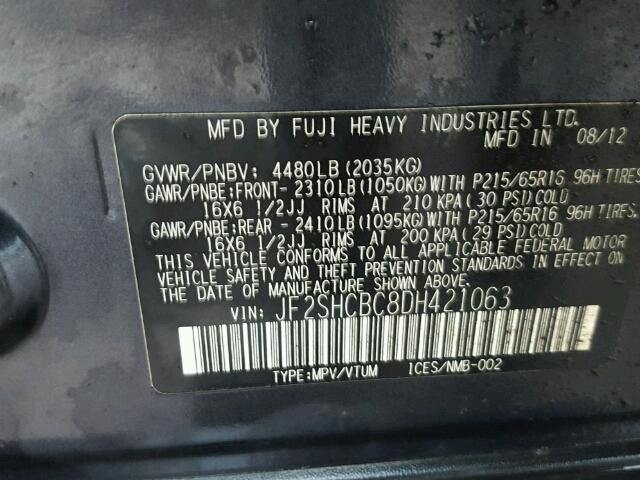 MFD BY FUJI HEAVY INDUSTRIES LTD.
MFD IN 08/12
GVWR/PNBV; 4480LB(2035KG)
GAWR/PNBE;FRONT-2310LB(1050KG)WITH P215/65R16 96H TIRES
16X6 1/2JJ RIMS AT 210 KPA(30 PSI)COLD
GAWR/PNBE;REAR -2410LB(1095KG)WITH P215/65R16 96H TIRES
16X6 1/2JJ RIMS AT 200 KPA(29 PSI)COLD
THIS VEHICLE CONFORMS TO ALL APPLICABLE FEDERAL MOTOR
VEHICLE SAFETY AND THEFT PREVENTION STANDARDS IN EFFECT ON
THE DATE OF MANUFACTURE SHOWN ABOVE.
VIN: JF2SHCBC8DH421063
TYPE:MPV/VTUM ICES/NMB-002